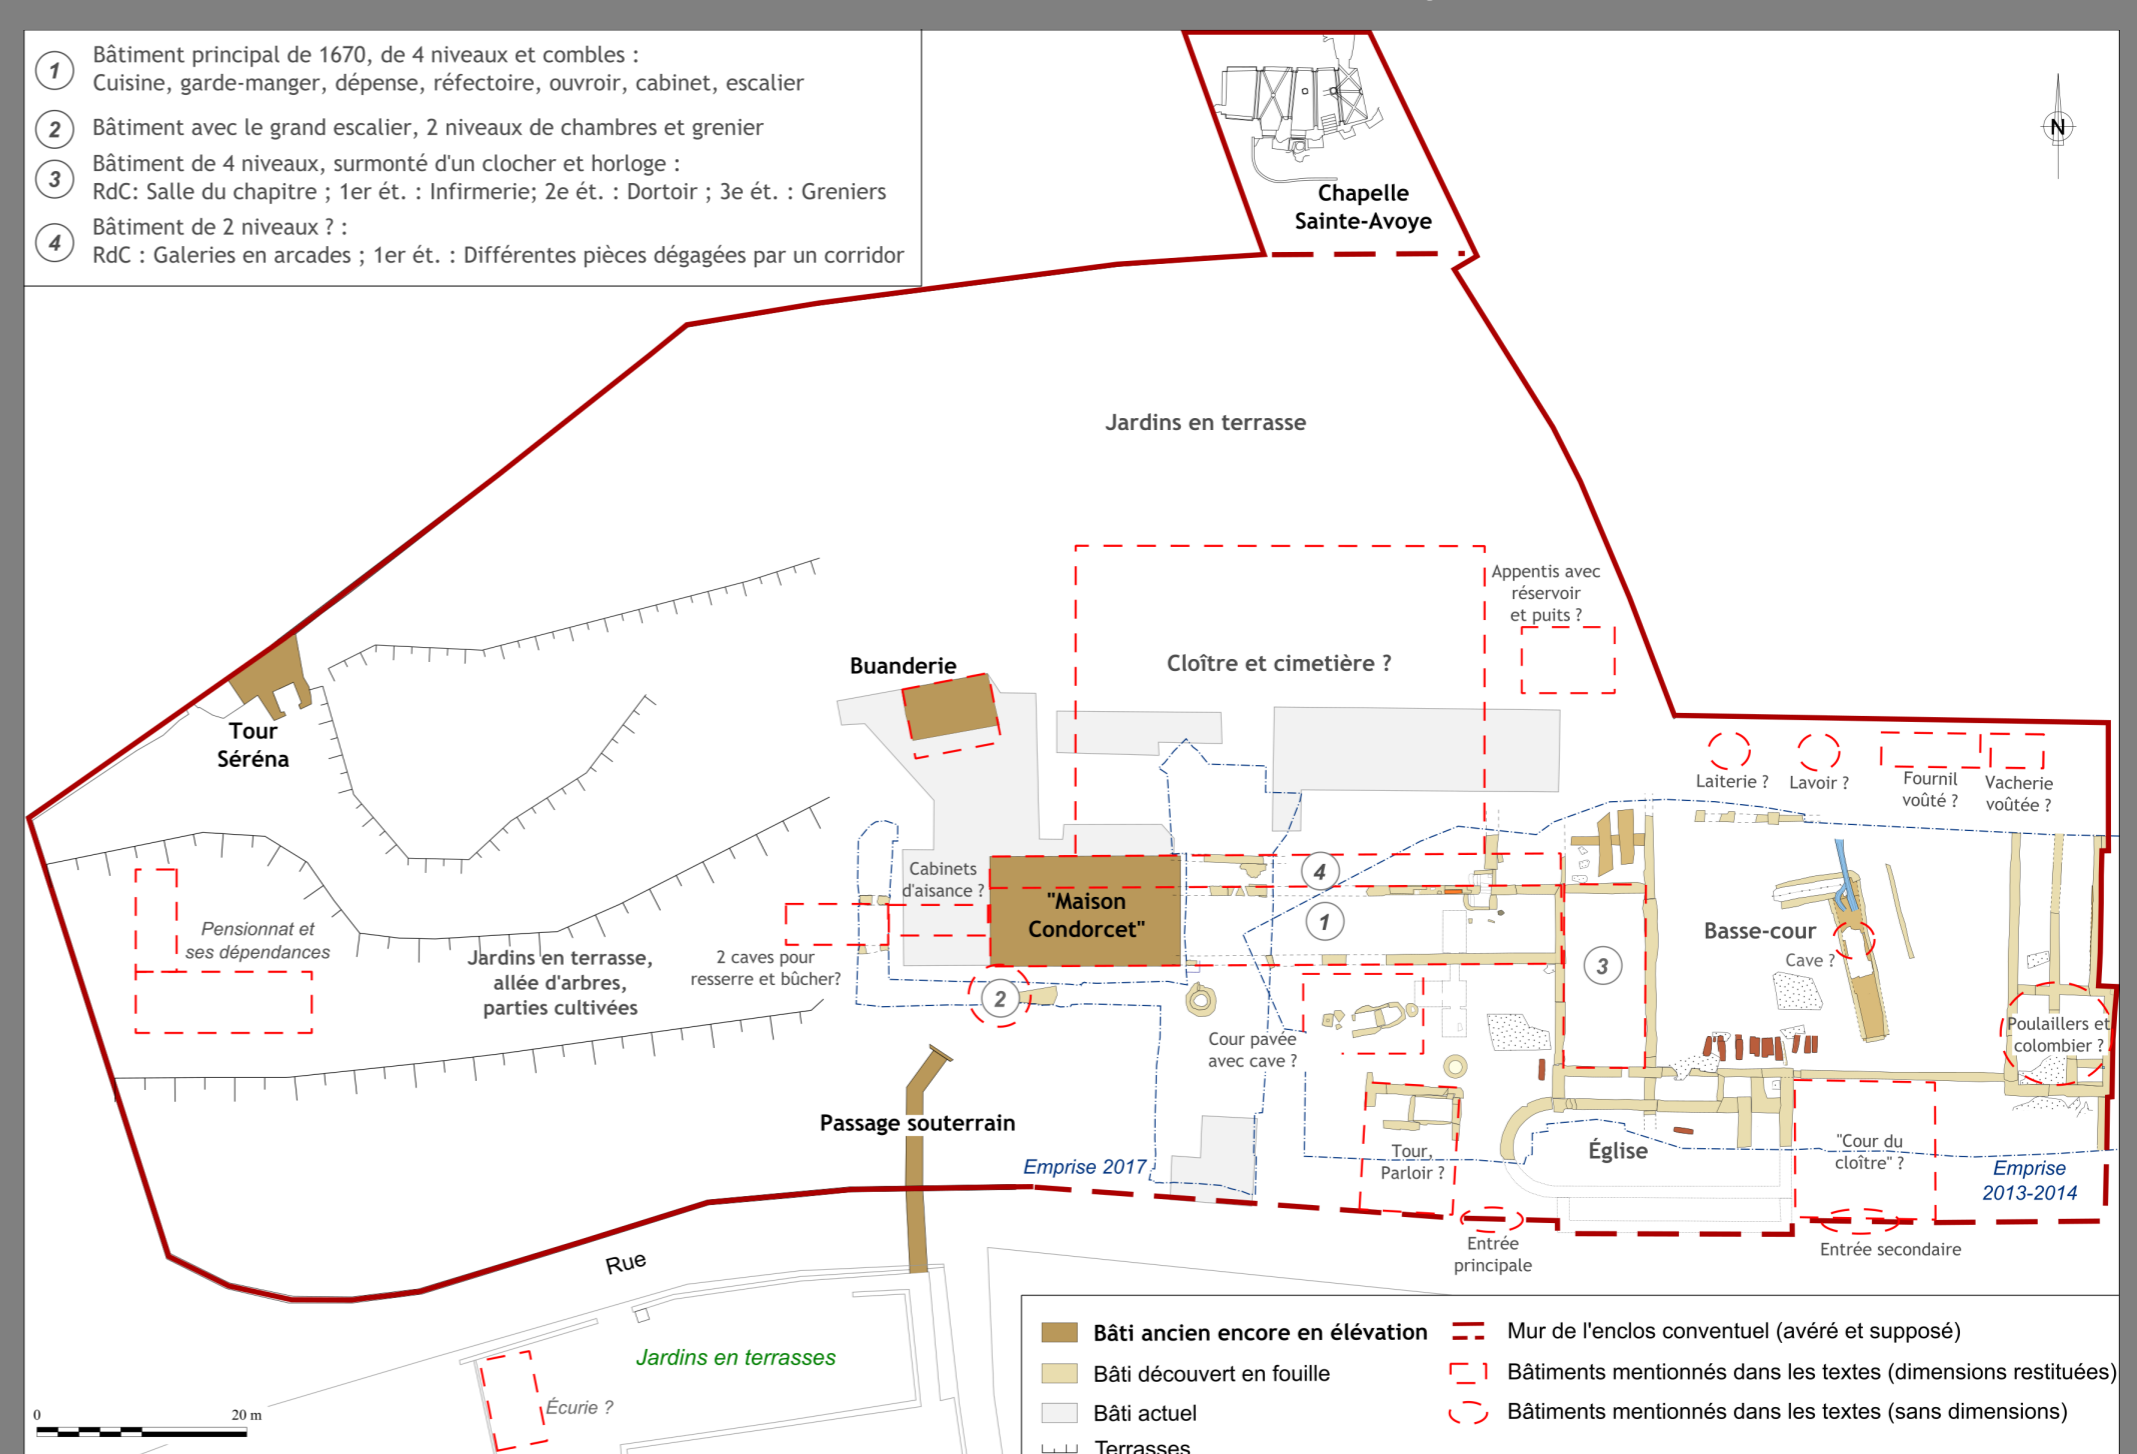 1
Bâtiment principal de 1670, de 4 niveaux et combles :
Cuisine, garde-manger, dépense, réfectoire, ouvroir, cabinet, escalier
2
Bâtiment avec le grand escalier, 2 niveaux de chambres et grenier
3
Bâtiment de 4 niveaux, surmonté d'un clocher et horloge :
RdC: Salle du chapitre ; 1er ét. : Infirmerie; 2e ét. : Dortoir ; 3e ét. : Greniers
4
Bâtiment de 2 niveaux ? :
RdC : Galeries en arcades ; 1er ét. : Différentes pièces dégagées par un corridor
N
Chapelle
Sainte-Avoye
Jardins en terrasse
Appentis avec
réservoir
et puits ?
Cloître et cimetière ?
Buanderie
Tour
Séréna
Laiterie ?
Lavoir ?
Fournil
voûté ?
Vacherie
voûtée ?
Cabinets
d'aisance ?
"Maison
Condorcet"
4
1
3
2
Basse-cour
Cave ?
Pensionnat et
ses dépendances
Jardins en terrasse,
allée d'arbres,
parties cultivées
2 caves pour
resserre et bûcher?
Cour pavée
avec cave ?
Poulaillers et
colombier ?
Passage souterrain
Emprise 2017
Tour,
Parloir ?
Église
"Cour du
cloître" ?
Emprise
2013-2014
Entrée
principale
Entrée secondaire
Rue
Jardins en terrasses
Écurie ?
0
20 m
Bâti ancien encore en élévation
Bâti découvert en fouille
Bâti actuel
Terrasses
Mur de l'enclos conventuel (avéré et supposé)
Bâtiments mentionnés dans les textes (dimensions restituées)
Bâtiments mentionnés dans les textes (sans dimensions)